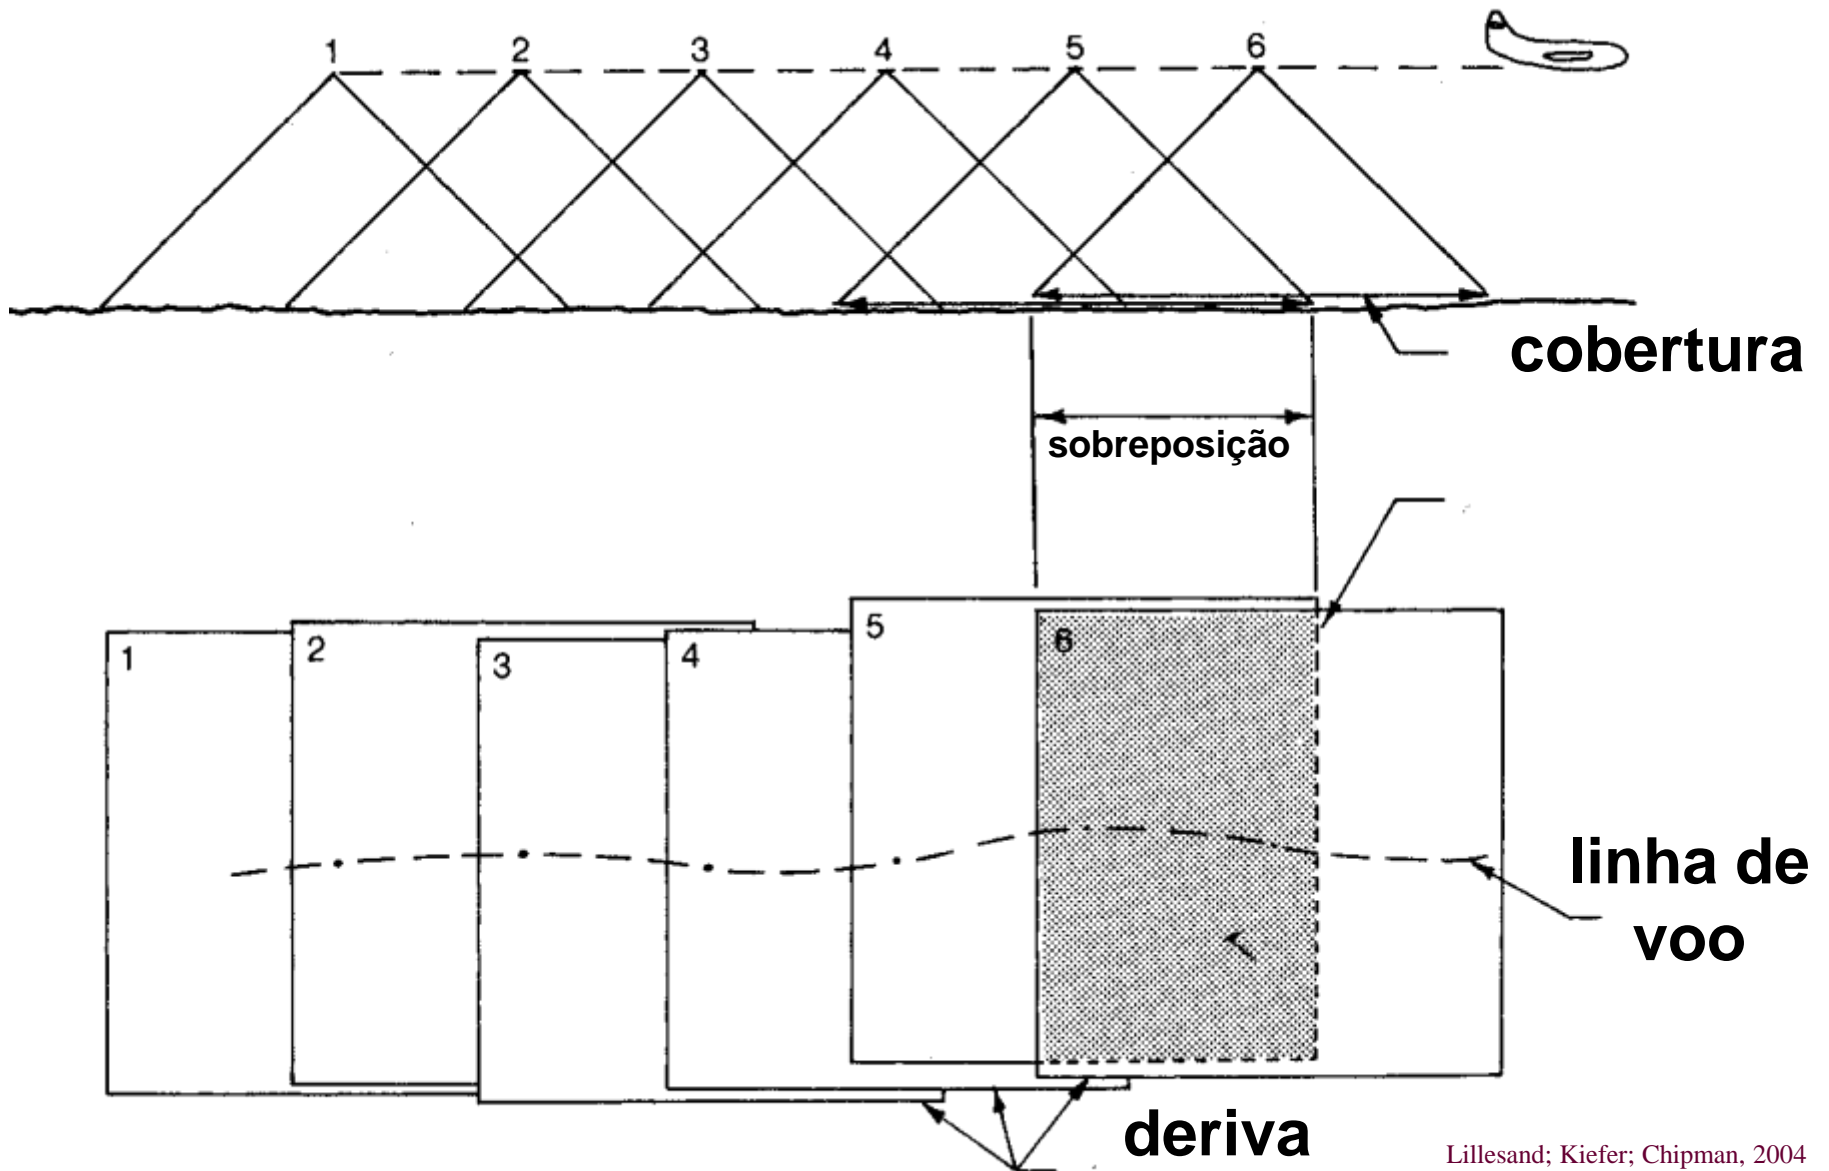 1 2 3 4 5 6
cobertura
sobreposição
1 2 3 4 5 6
linha de
voo
deriva
Lillesand; Kiefer; Chipman, 2004